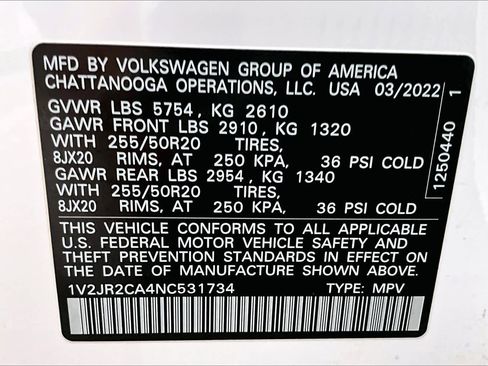 MFD BY VOLKSWAGEN GROUP OF AMERICA
CHATTANOOGA OPERATIONS, LLC. USA 03/2022
GVWR LBS 5754, KG 2610
GAWR FRONT LBS 2910, KG 1320
WITH 255/50R20 TIRES,
8JX20 RIMS, AT 250 KPA, 36 PSI COLD
GAWR REAR LBS 2954, KG 1340
WITH 255/50R20 TIRES,
8JX20 RIMS, AT 250 KPA, 36 PSI COLD
THIS VEHICLE CONFORMS TO ALL APPLICABLE
U.S. FEDERAL MOTOR VEHICLE SAFETY AND
THEFT PREVENTION STANDARDS IN EFFECT ON
THE DATE OF MANUFACTURE SHOWN ABOVE.
1V2JR2CA4NC531734 TYPE: MPV
1250440 1